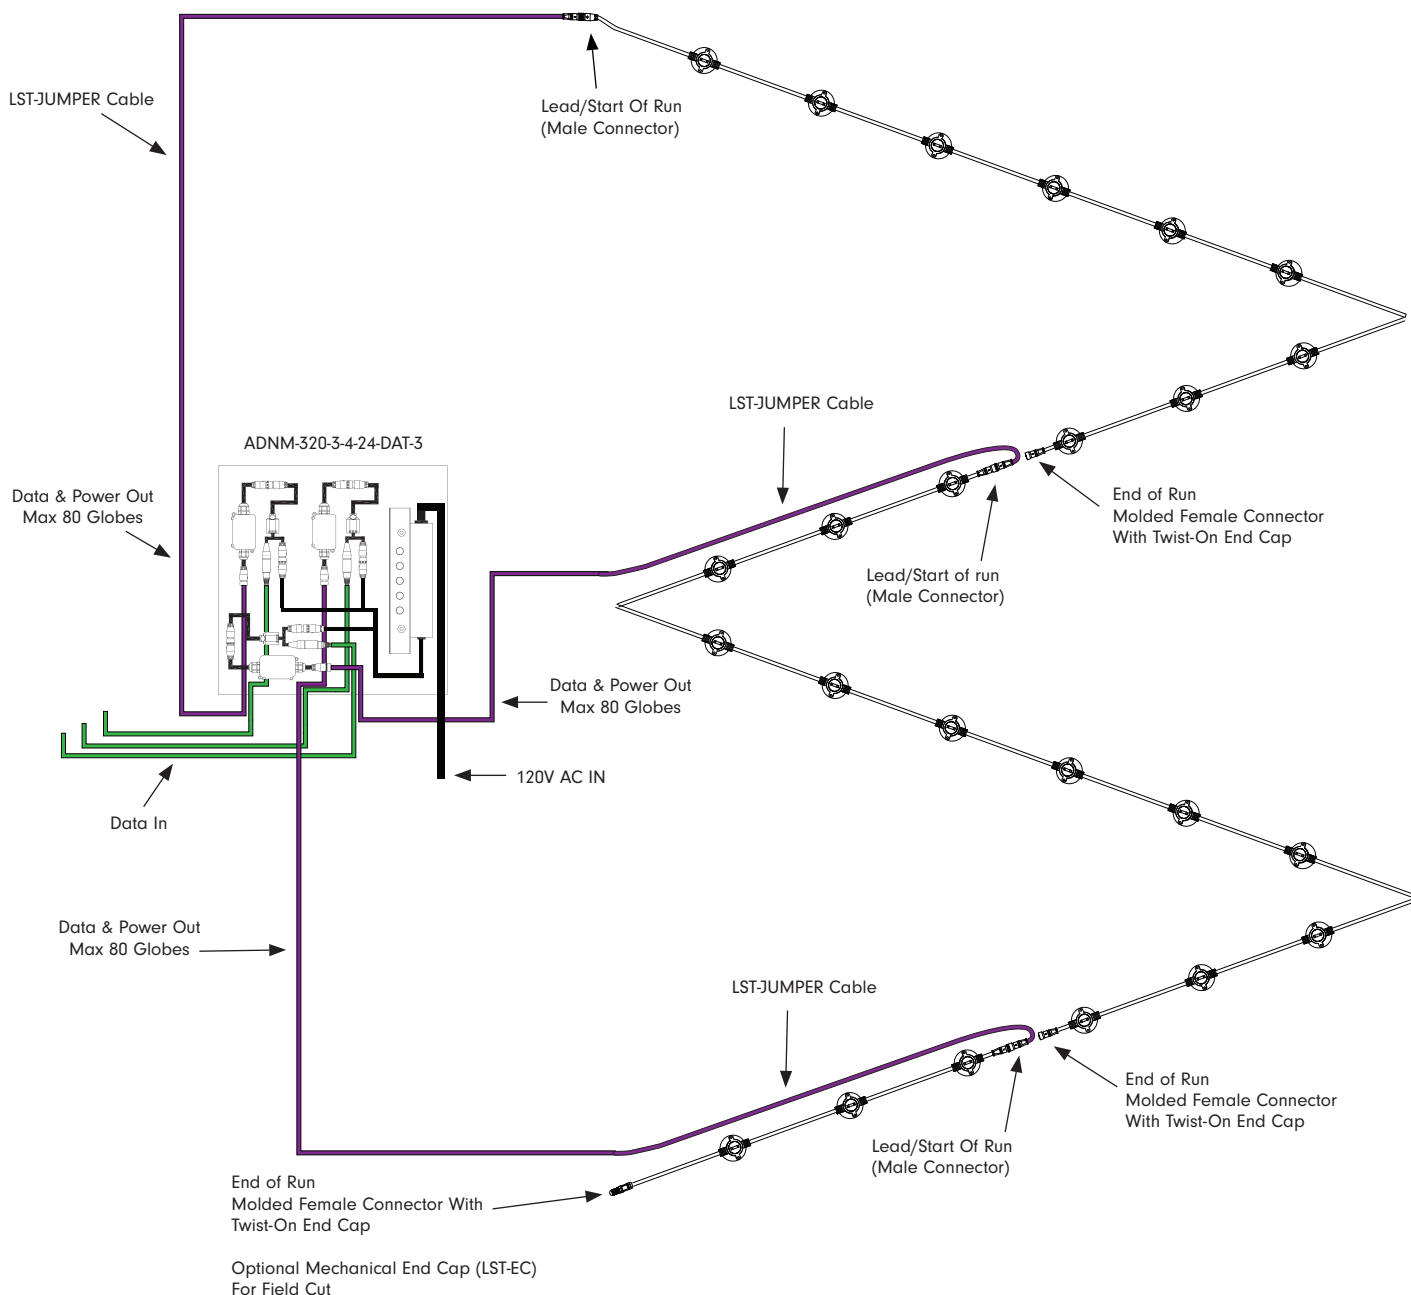 LST-JUMPER Cable
Lead/Start Of Run
(Male Connector)
LST-JUMPER Cable
ADNM-320-3-4-24-DAT-3
Data & Power Out
Max 80 Globes
End of Run
Molded Female Connector
With Twist-On End Cap
Lead/Start of run
(Male Connector)
Data & Power Out
Max 80 Globes
120V AC IN
Data In
Data & Power Out
Max 80 Globes
LST-JUMPER Cable
End of Run
Molded Female Connector
With Twist-On End Cap
Lead/Start Of Run
(Male Connector)
End of Run
Molded Female Connector With
Twist-On End Cap
Optional Mechanical End Cap (LST-EC)
For Field Cut